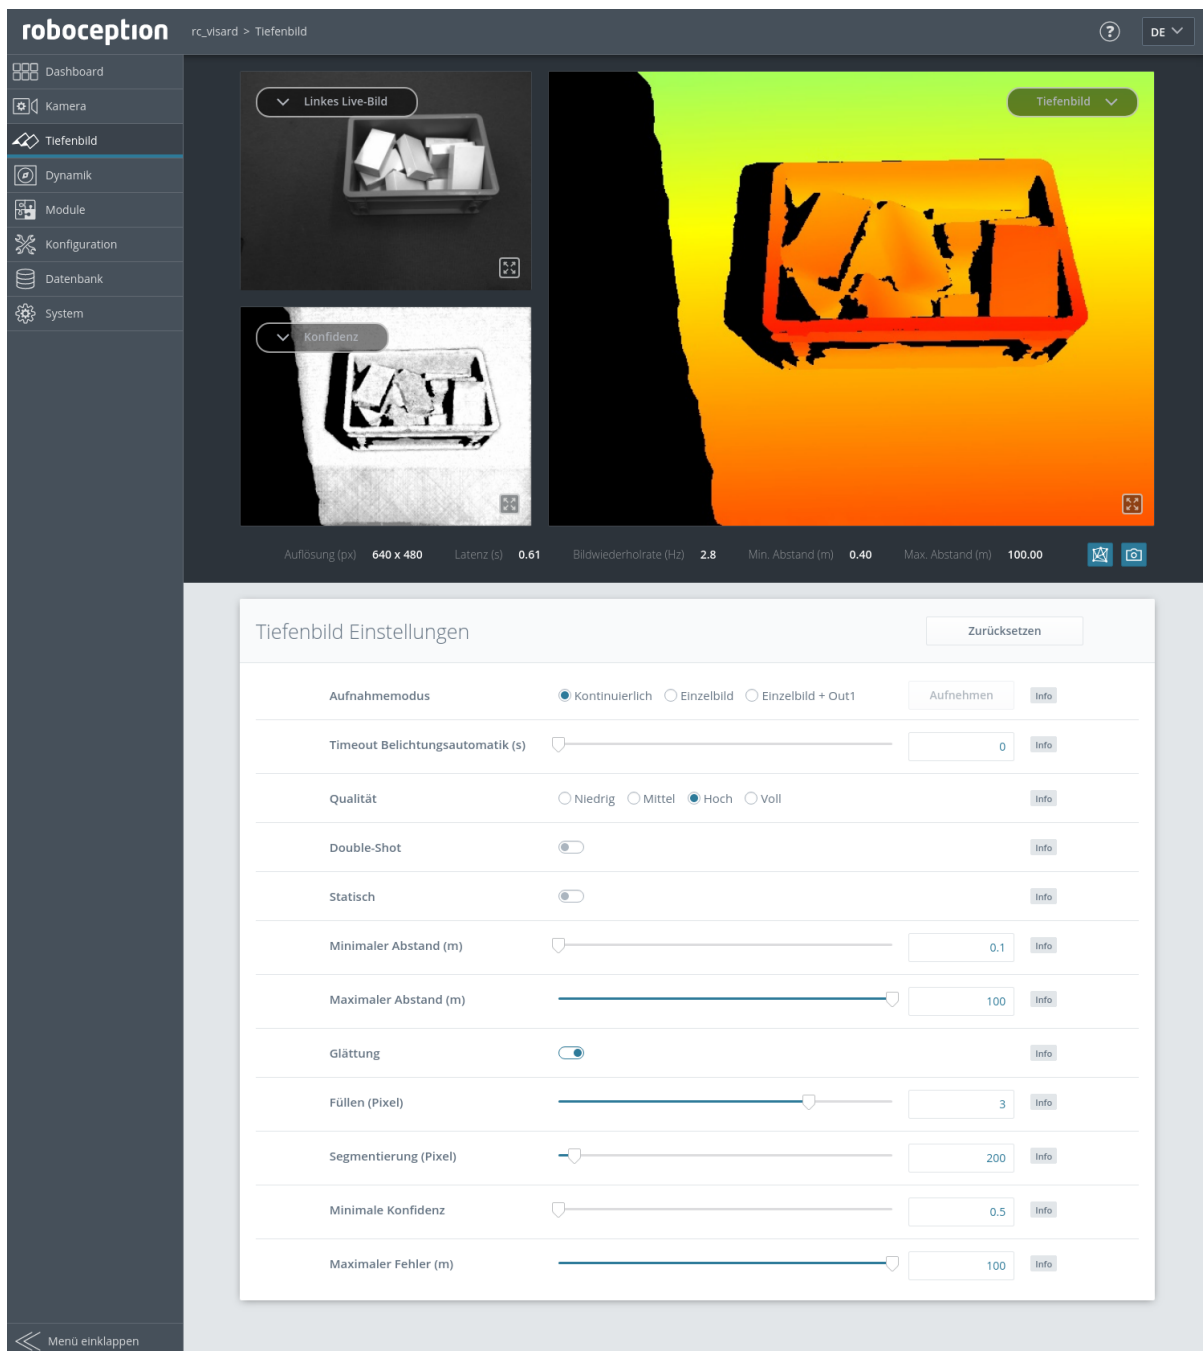 roboception
rc_visard > Tiefenbild
? DE
Dashboard
Kamera
Tiefenbild
Dynamik
Module
Konfiguration
Datenbank
System
Linkes Live-Bild
Tiefenbild
Konfidenz
Auflösung (px) 640 x 480 Latenz (s) 0.61 Bildwiederholrate (Hz) 2.8 Min. Abstand (m) 0.40 Max. Abstand (m) 100.00
Tiefenbild Einstellungen Zurücksetzen
Aufnahmemodus Kontinuierlich Einzelbild Einzelbild + Out1 Aufnehmen Info
Timeout Belichtungsautomatik (s) 0 Info
Qualität Niedrig Mittel Hoch Voll Info
Double-Shot Info
Statisch Info
Minimaler Abstand (m) 0.1 Info
Maximaler Abstand (m) 100 Info
Glättung Info
Füllen (Pixel) 3 Info
Segmentierung (Pixel) 200 Info
Minimale Konfidenz 0.5 Info
Maximaler Fehler (m) 100 Info
Menü einklappen